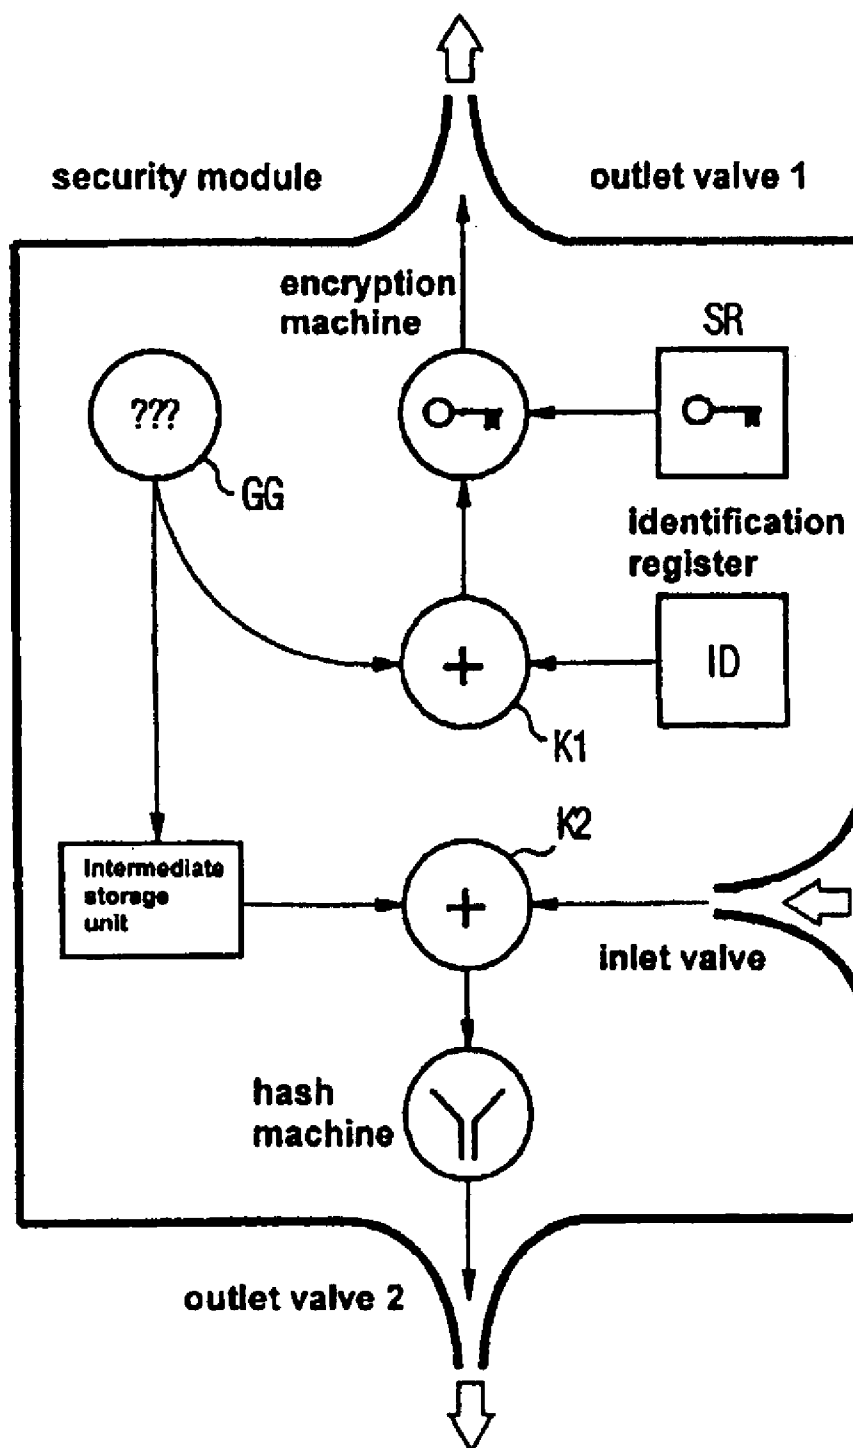 security module
outlet valve 1
encryption
machine
SR
???
GG
identification
register
+
ID
K1
K2
Intermediate
storage
unit
+
inlet valve
hash
machine
outlet valve 2